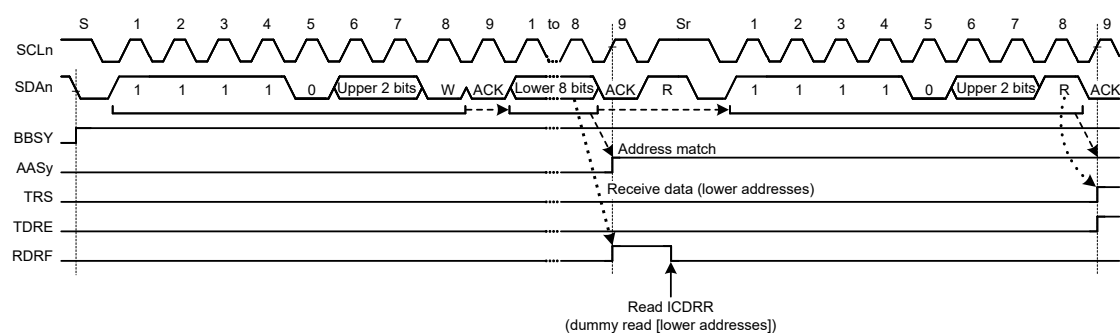 S 1 2 3 4 5 6 7 8 9 1 to 8 9 Sr 1 2 3 4 5 6 7 8 9
SCLn
SDAn 1 1 1 1 0 Upper 2 bits W ACK Lower 8 bits ACK R 1 1 1 1 0 Upper 2 bits R ACK
BBSY
Address match
AASy
Receive data (lower addresses)
TRS
TDRE
RDRF
Read ICDRR
(dummy read [lower addresses])